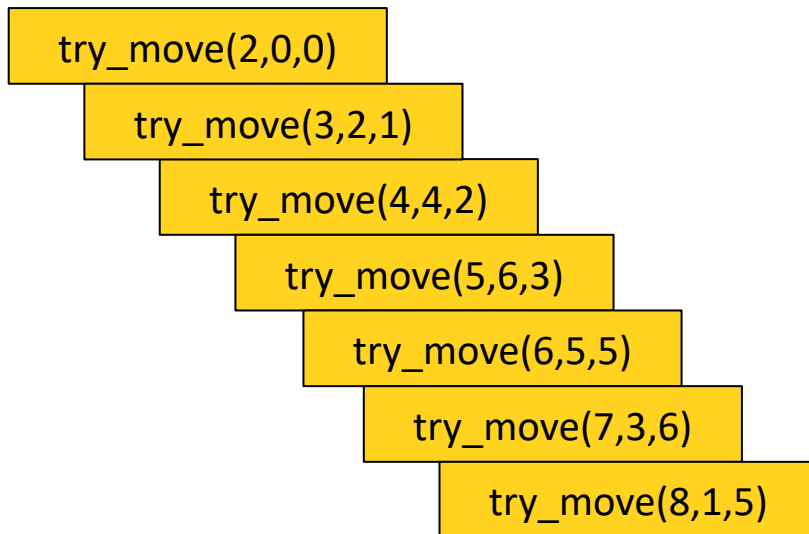 try_move(2,0,0)
try_move(3,2,1)
try_move(4,4,2)
try_move(5,6,3)
try_move(6,5,5)
try_move(7,3,6)
try_move(8,1,5)